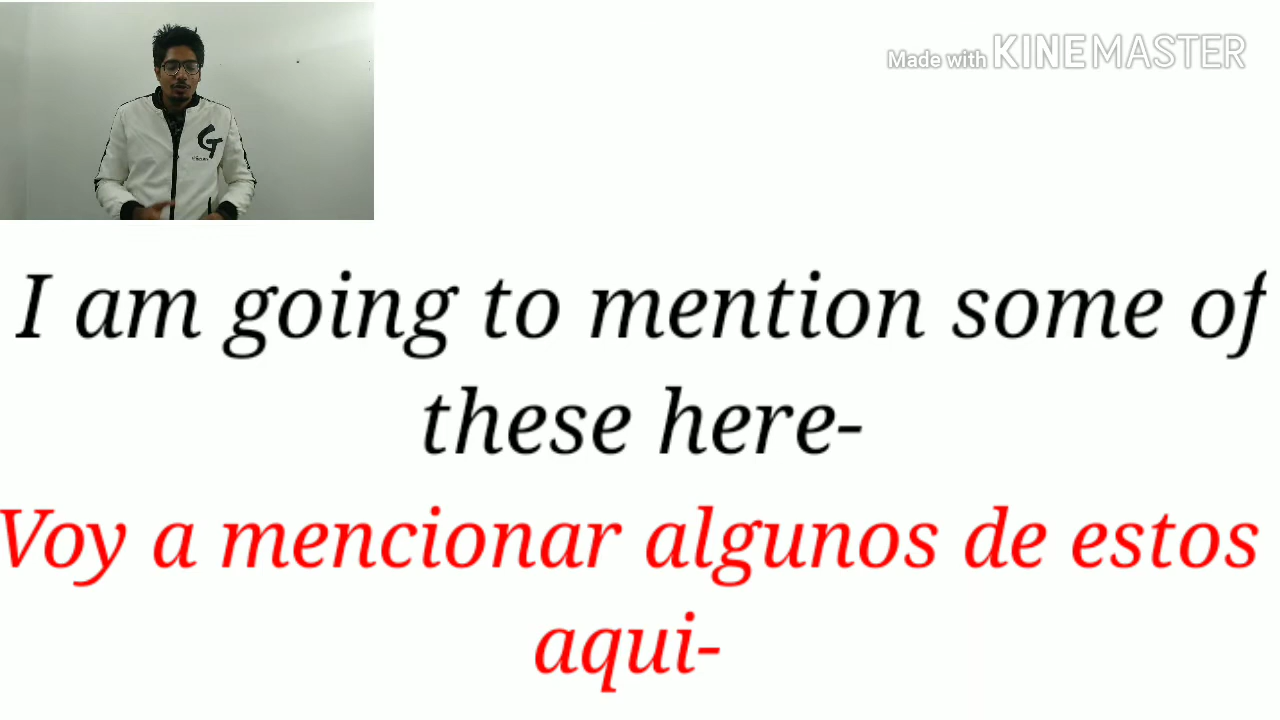 Made with KINEMASTER
G
I am going to mention some of
these here-
Voy a mencionar algunos de estos
aqui-